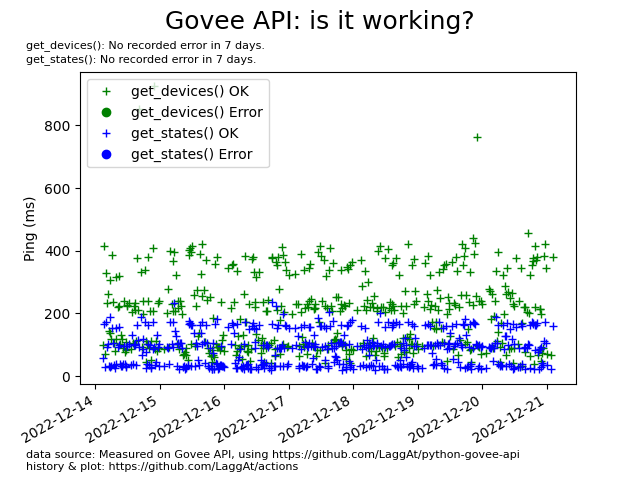 Govee API: is it working?
get_devices(): No recorded error in 7 days.
get_states(): No recorded error in 7 days.
get_devices() OK
get_devices() Error
get_states() OK
get_states() Error
Ping (ms)
800
600
400
200
0
2022-12-14
2022-12-15
2022-12-16
2022-12-17
2022-12-18
2022-12-19
2022-12-20
2022-12-21
data source: Measured on Govee API, using https://github.com/LaggAt/python-govee-api
history & plot: https://github.com/LaggAt/actions